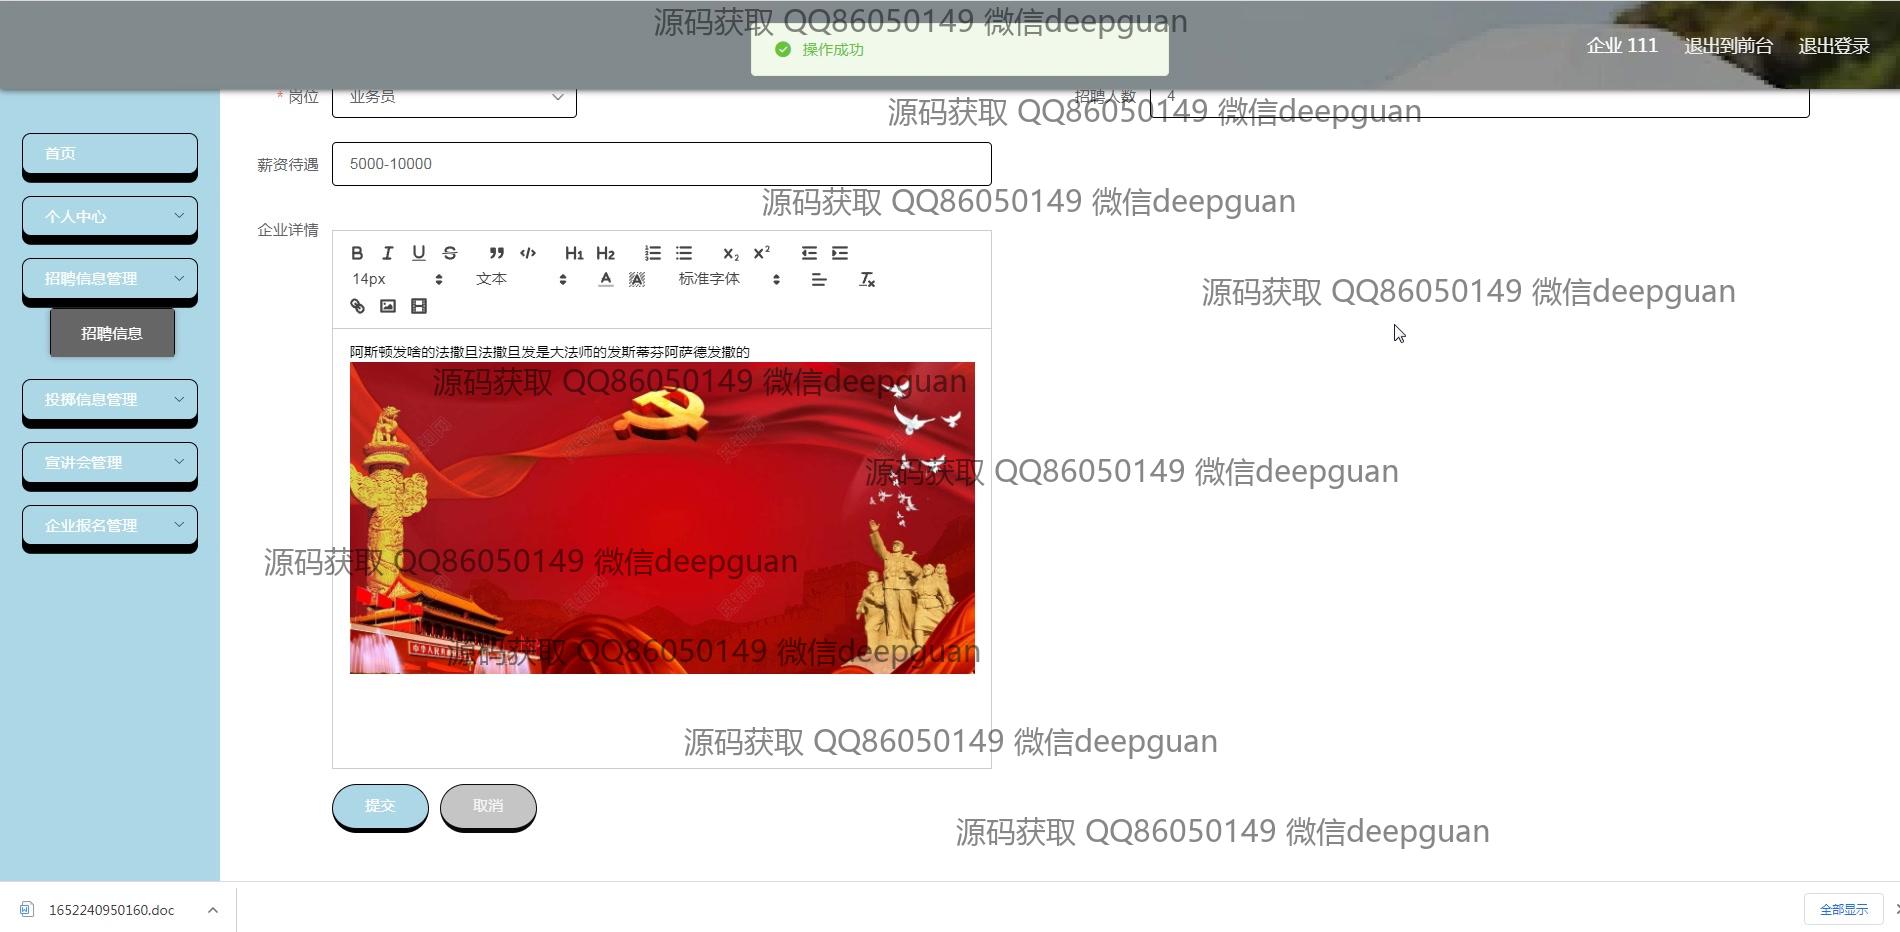 源码获取 QQ86050149 微信deepguan
操作成功
企业 111 退出到前台 退出登录
* 岗位 业务员 招聘人数 4
源码获取 QQ86050149 微信deepguan
首页
薪资待遇 5000-10000
源码获取 QQ86050149 微信deepguan
个人中心
企业详情
B I U S H1 H2 X2 X2
招聘信息管理
14px 文本 A A 标准字体 Tx
源码获取 QQ86050149 微信deepguan
招聘信息
阿斯顿发啥的法撒旦法撒旦发是大法师的发斯蒂芬阿萨德发撒的
源码获取 QQ86050149 微信deepguan
投掷信息管理
宣讲会管理
源码获取 QQ86050149 微信deepguan
企业报名管理
源码获取 QQ86050149 微信deepguan
源码获取 QQ86050149 微信deepguan
源码获取 QQ86050149 微信deepguan
提交 取消
源码获取 QQ86050149 微信deepguan
1652240950160.doc 全部显示